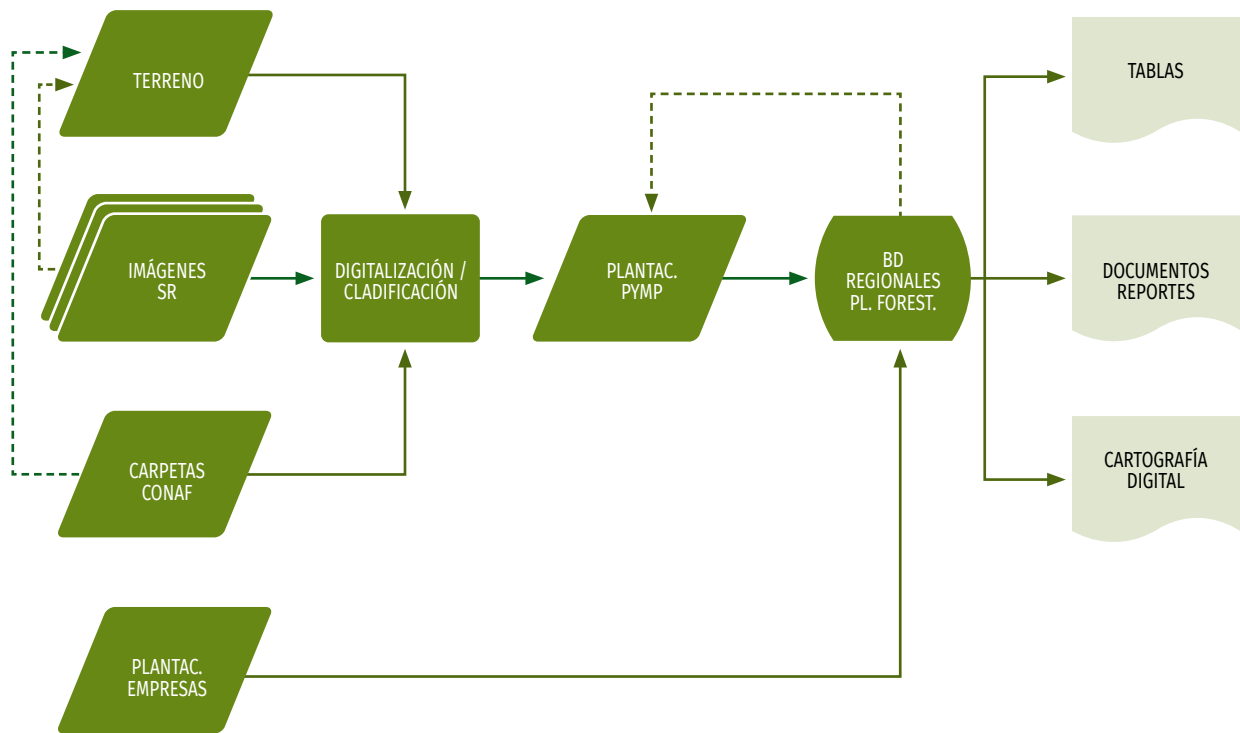 TERRENO
TABLAS
IMÁGENES
SR
DIGITALIZACIÓN /
CLADIFICACIÓN
PLANTAC.
PYMP
BD
REGIONALES
PL. FOREST.
DOCUMENTOS
REPORTES
CARPETAS
CONAF
CARTOGRAFÍA
DIGITAL
PLANTAC.
EMPRESAS